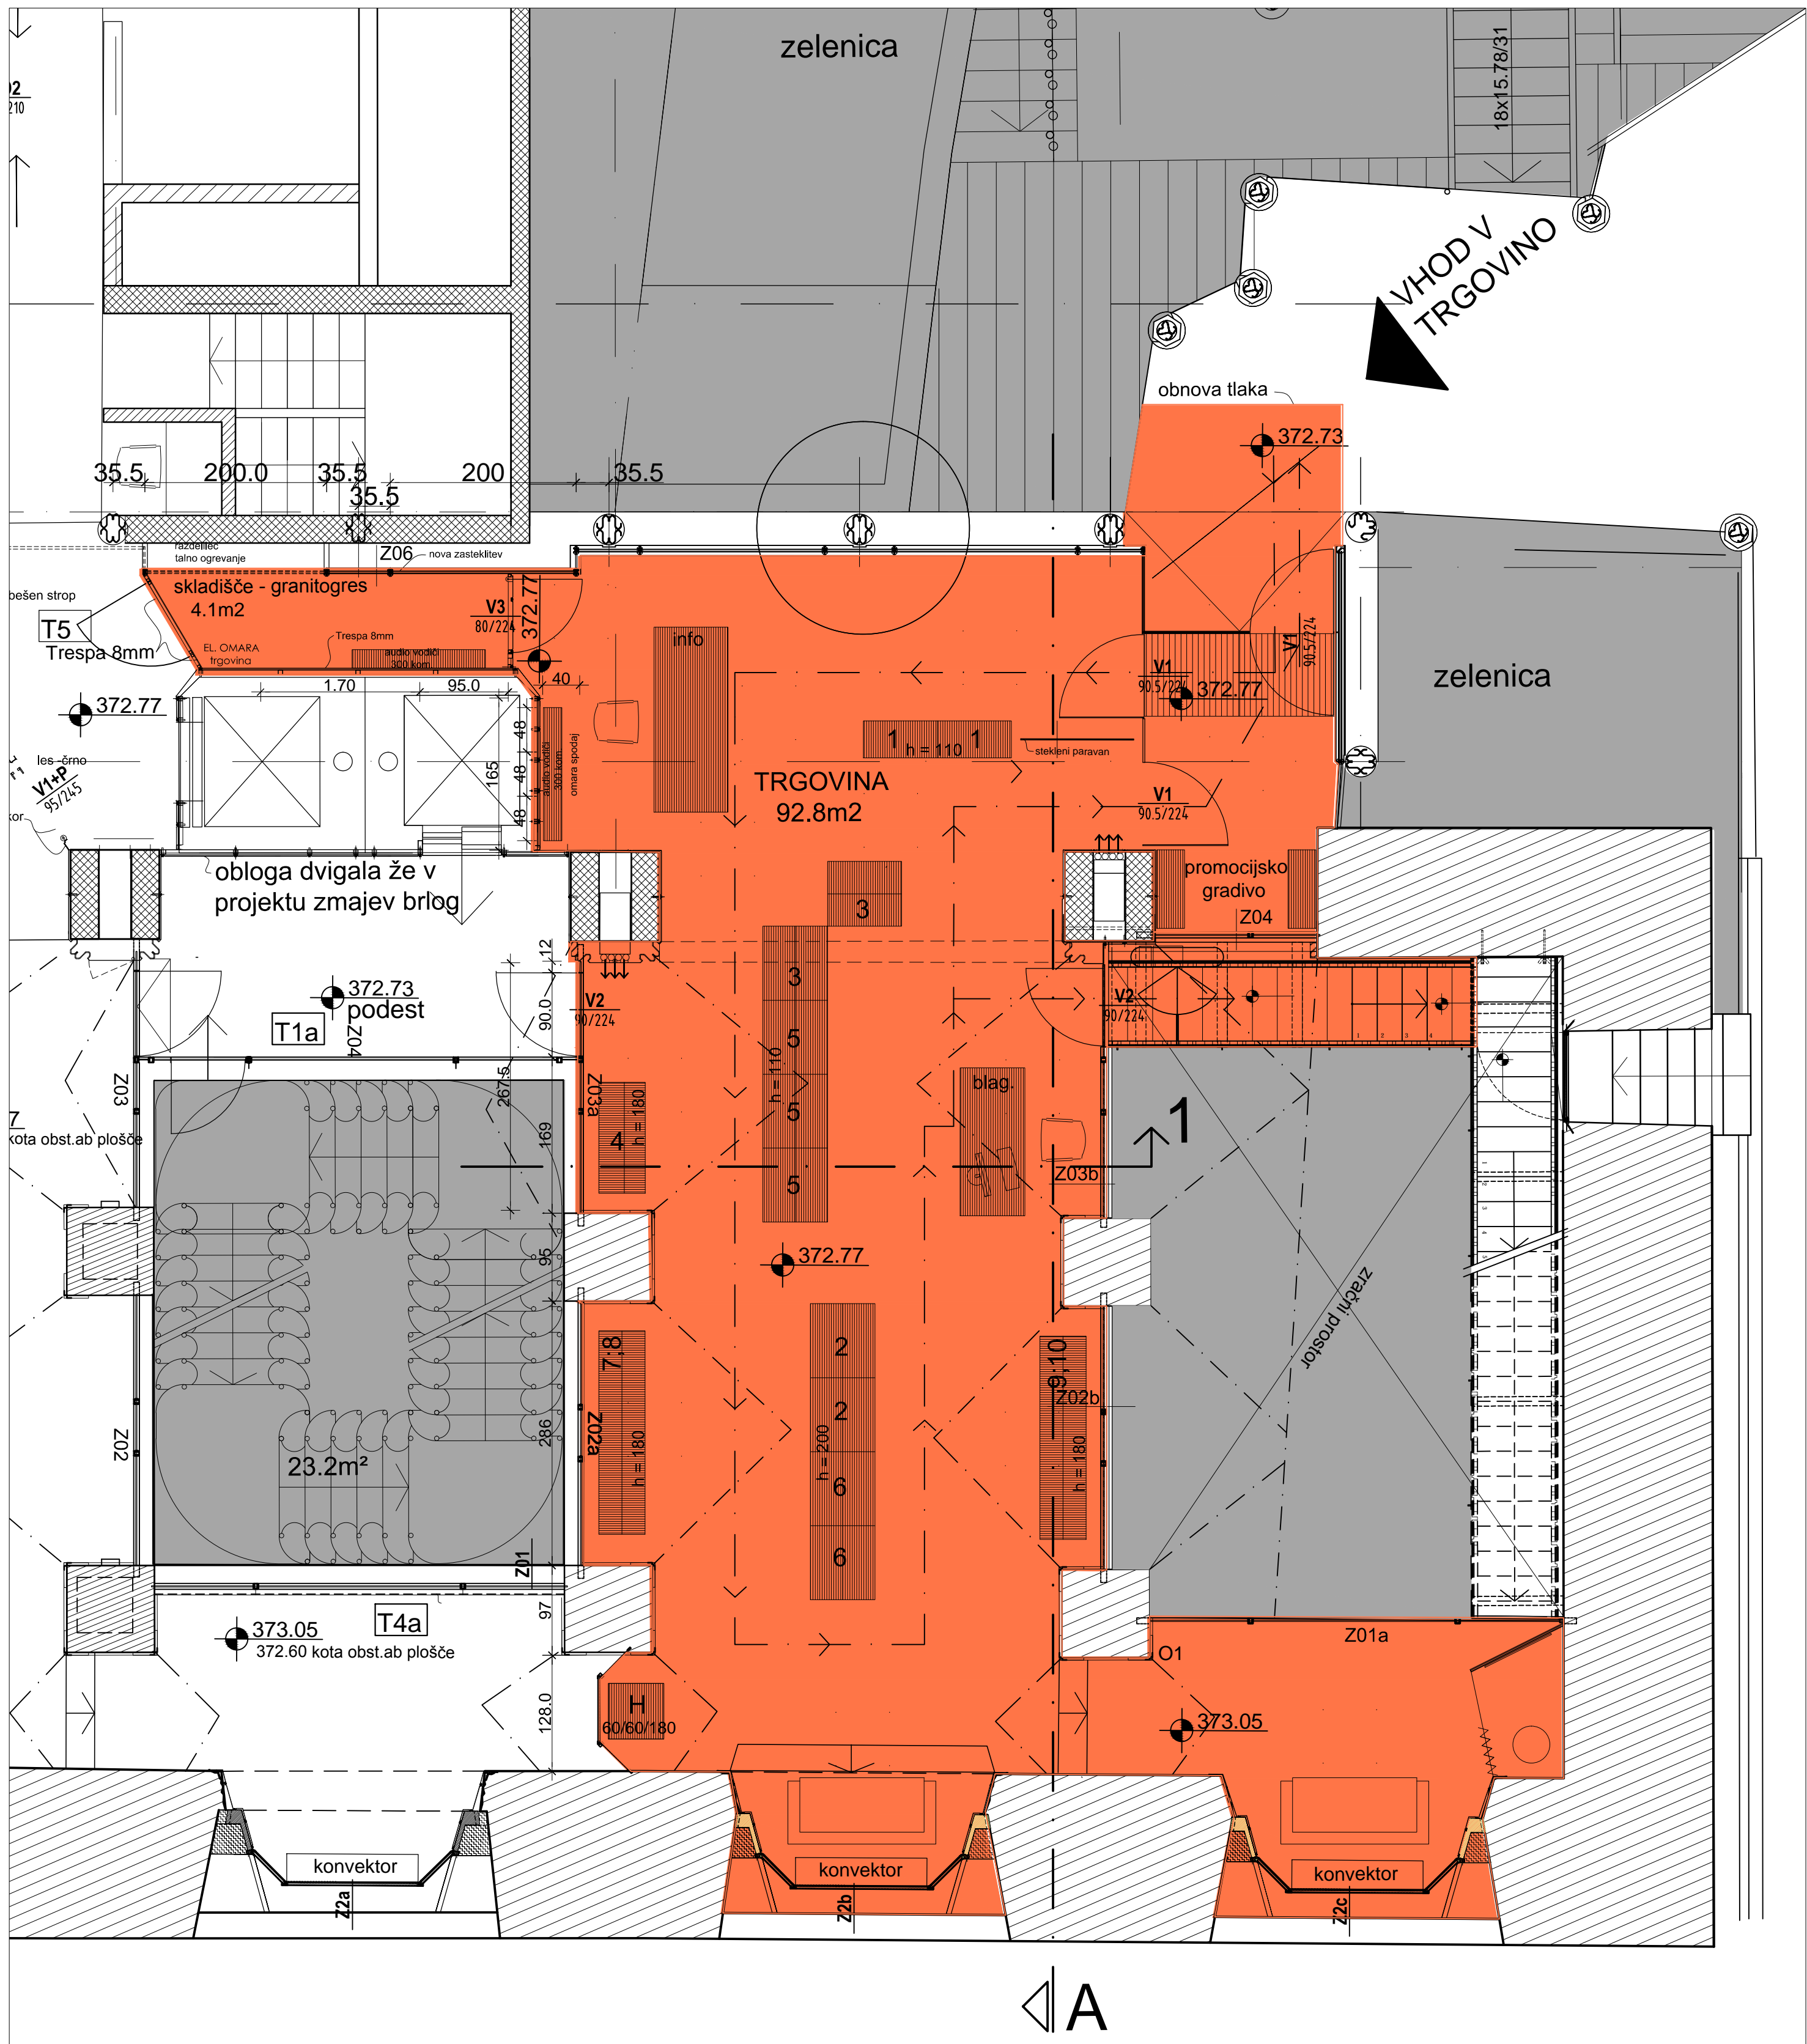 zelenica
18x15.78/31
VHOD V
TRGOVINO
obnova tlaka
372.73
35.5
200.0
35.5
35.5
200
35.5
razdelilec
talno ogrevanje
Z06
nova zasteklitev
skladišče - granitogres
4.1m2
V3
80/224
372.77
bešen strop
T5
Trespa 8mm
EL. OMARA
trgovina
Trespa 8mm
audio vodiči
300 kom
info
V1
90.5/224
V1
90.5/224
372.77
zelenica
1.70
95.0
40
372.77
les -črno
V1+P
95/245
48
48
48
165
audio vodiči
300 kom
omara spodaj
1
h = 110
1
stekleni paravan
TRGOVINA
92.8m2
V1
90.5/224
obloga dvigala že v
projektu zmajev brlog
promocijsko
gradivo
Z04
3
12
372.73
podest
T1a
Z04
90.0
V2
90/224
3
V2
90/224
5
h = 110
Z03
267.5
Z03a
h = 180
blag.
5
1
kota obst.ab plošče
169
4
5
Z03b
95
372.77
zračni prostor
7;8
2
9;10
Z02b
Z02
286
Z02a
h = 180
2
h = 200
h = 180
23.2m²
6
6
Z01
97
T4a
373.05
372.60 kota obst.ab plošče
Z01a
O1
128.0
H
60/60/180
373.05
konvektor
konvektor
konvektor
Z2a
Z2b
Z2c
A